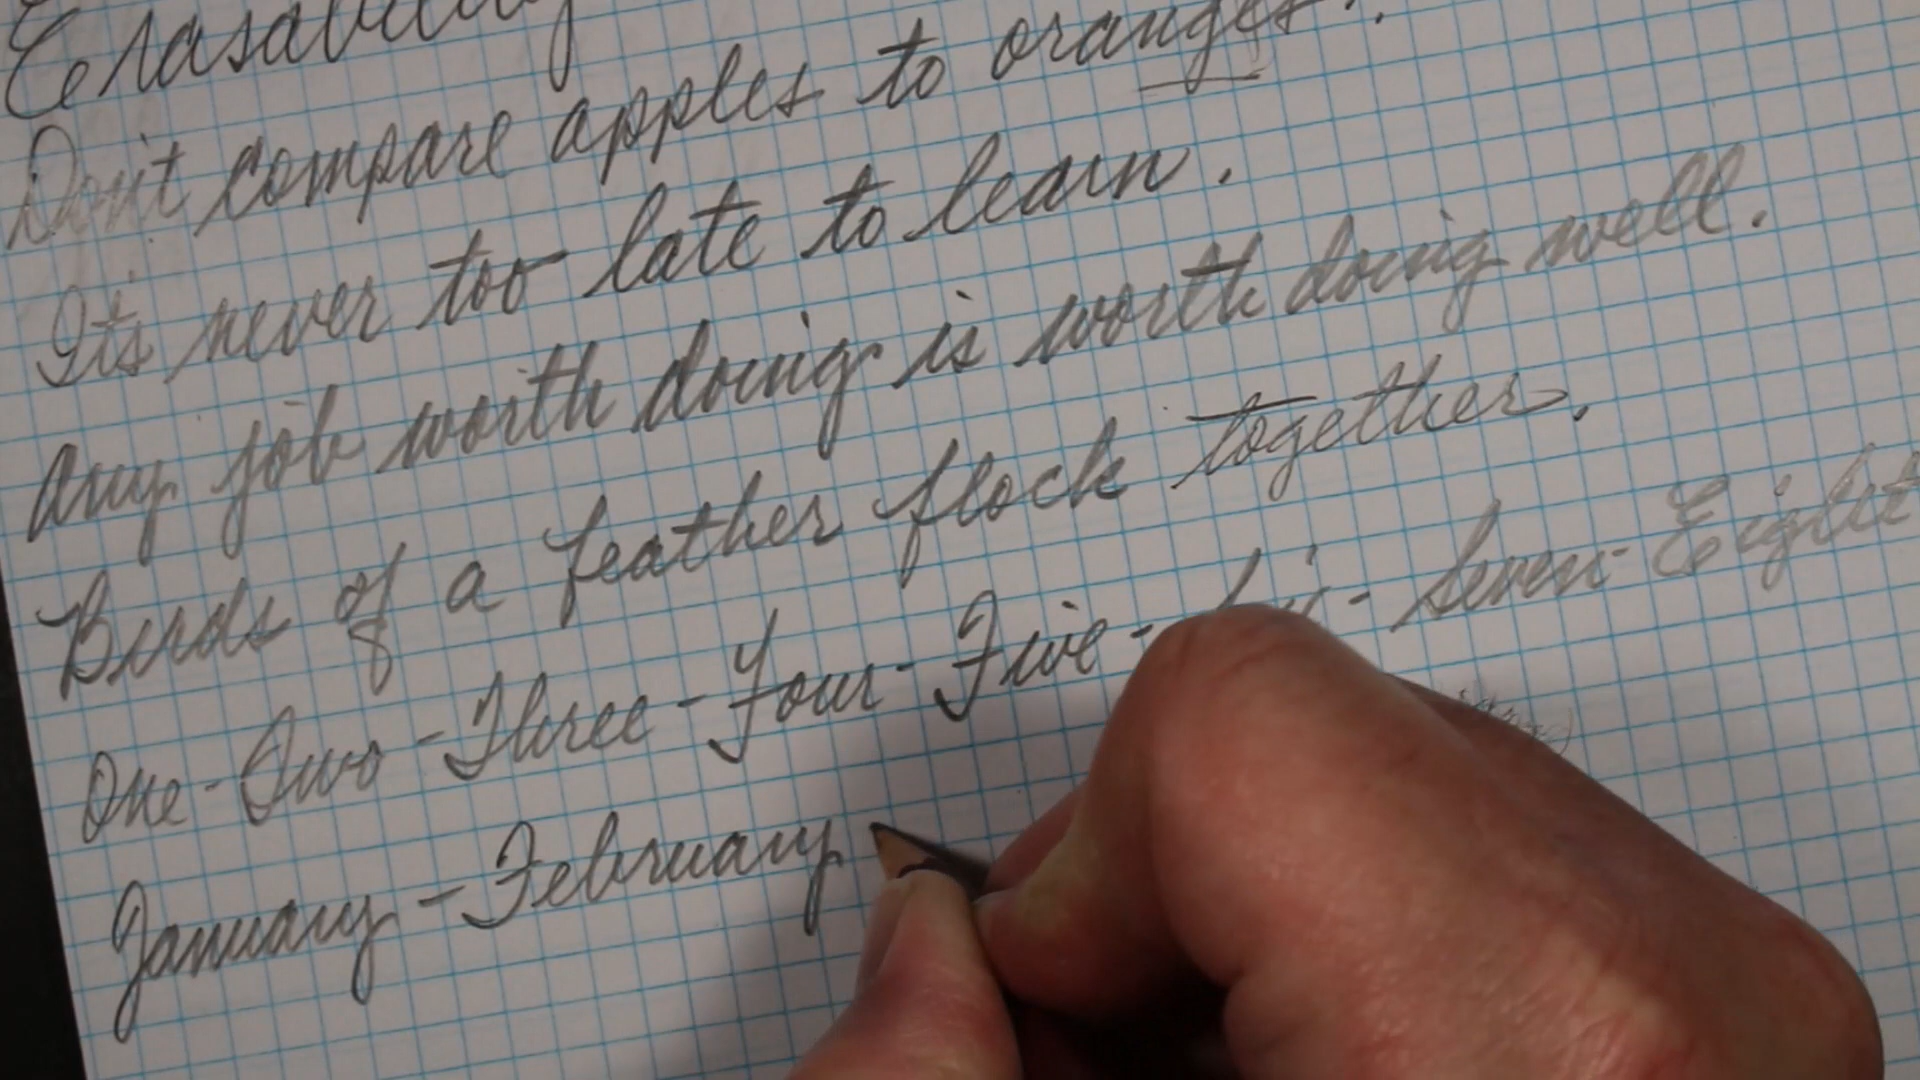 Erasability
Don't compare apples to oranges!.
It's never too late to learn.
Any job worth doing is worth doing well.
Birds of a feather flock together.
One-Two-Three-Four-Five- -Seven-Eight
January-February